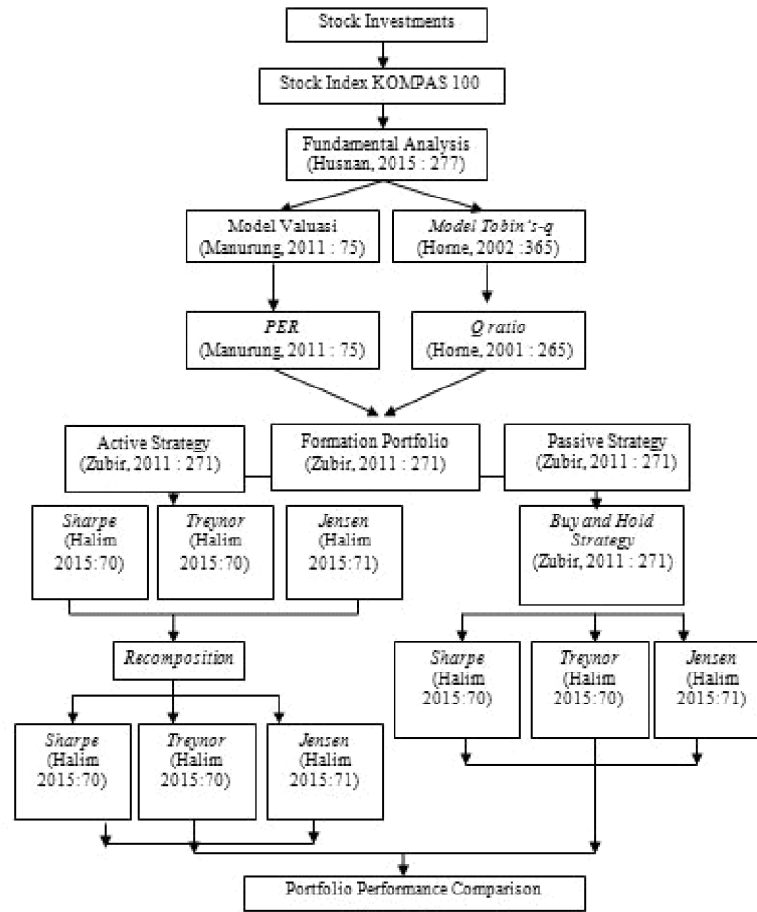 Stock Investments
Stock Index KOMPAS 100
Fundamental Analysis
(Husnan, 2015 : 277)
Model Valuasi
(Manurung, 2011 : 75)
Model Tobin's-q
(Horne, 2002 :365)
PER
(Manurung, 2011 : 75)
Q ratio
(Horne, 2001 : 265)
Active Strategy
(Zubir, 2011 : 271)
Formation Portfolio
(Zubir, 2011 : 271)
Passive Strategy
(Zubir, 2011 : 271)
Sharpe
(Halim
2015:70)
Treynor
(Halim
2015:70)
Jensen
(Halim
2015:71)
Buy and Hold
Strategy
(Zubir, 2011 : 271)
Recomposition
Sharpe
(Halim
2015:70)
Treynor
(Halim
2015:70)
Jensen
(Halim
2015:71)
Sharpe
(Halim
2015:70)
Treynor
(Halim
2015:70)
Jensen
(Halim
2015:71)
Portfolio Performance Comparison